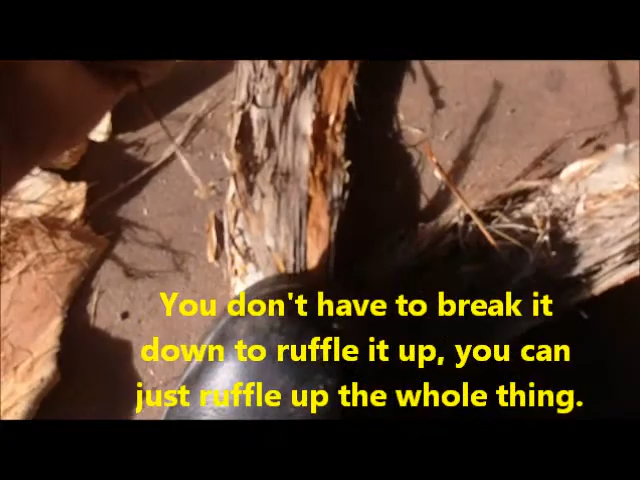 You don't have to break it
down to ruffle it up, you can
just ruffle up the whole thing.